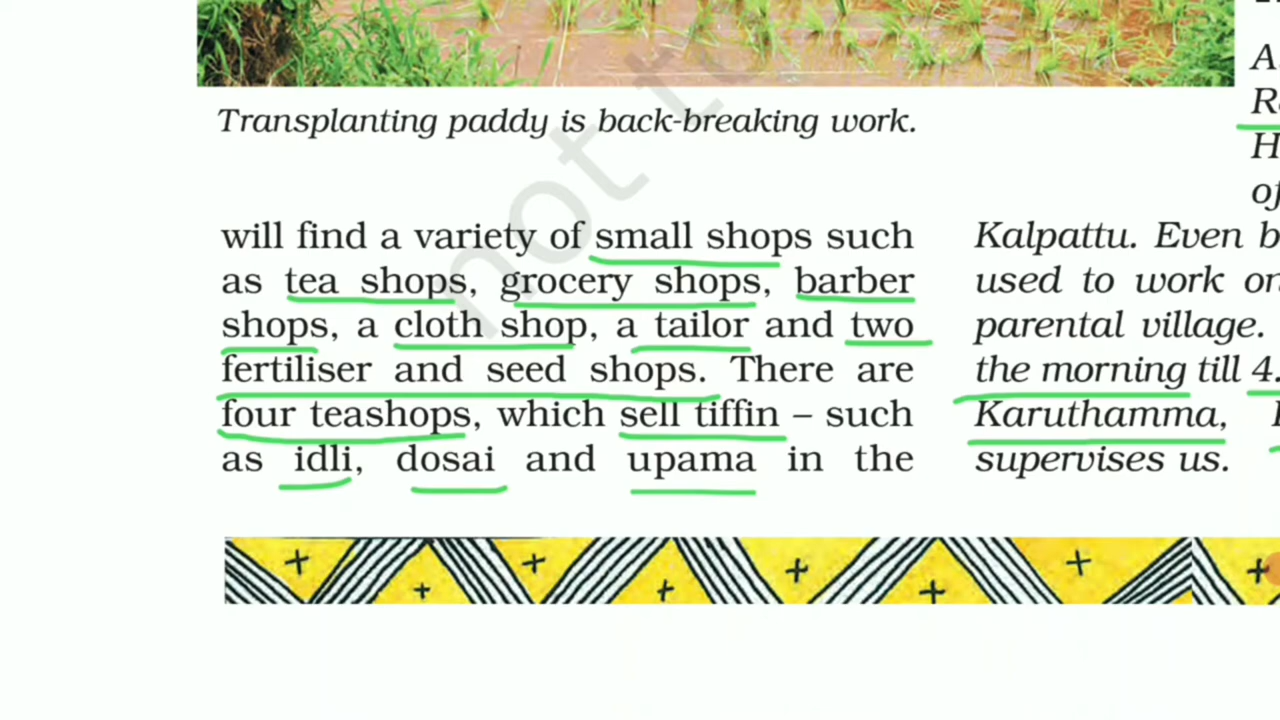 Transplanting paddy is back-breaking work.
will find a variety of small shops such
as tea shops, grocery shops, barber
shops, a cloth shop, a tailor and two
fertiliser and seed shops. There are
four teashops, which sell tiffin – such
as idli, dosai and upama in the
of
Kalpattu. Even
used to work
parental village.
the morning till 4.
Karuthamma,
supervises us.
not